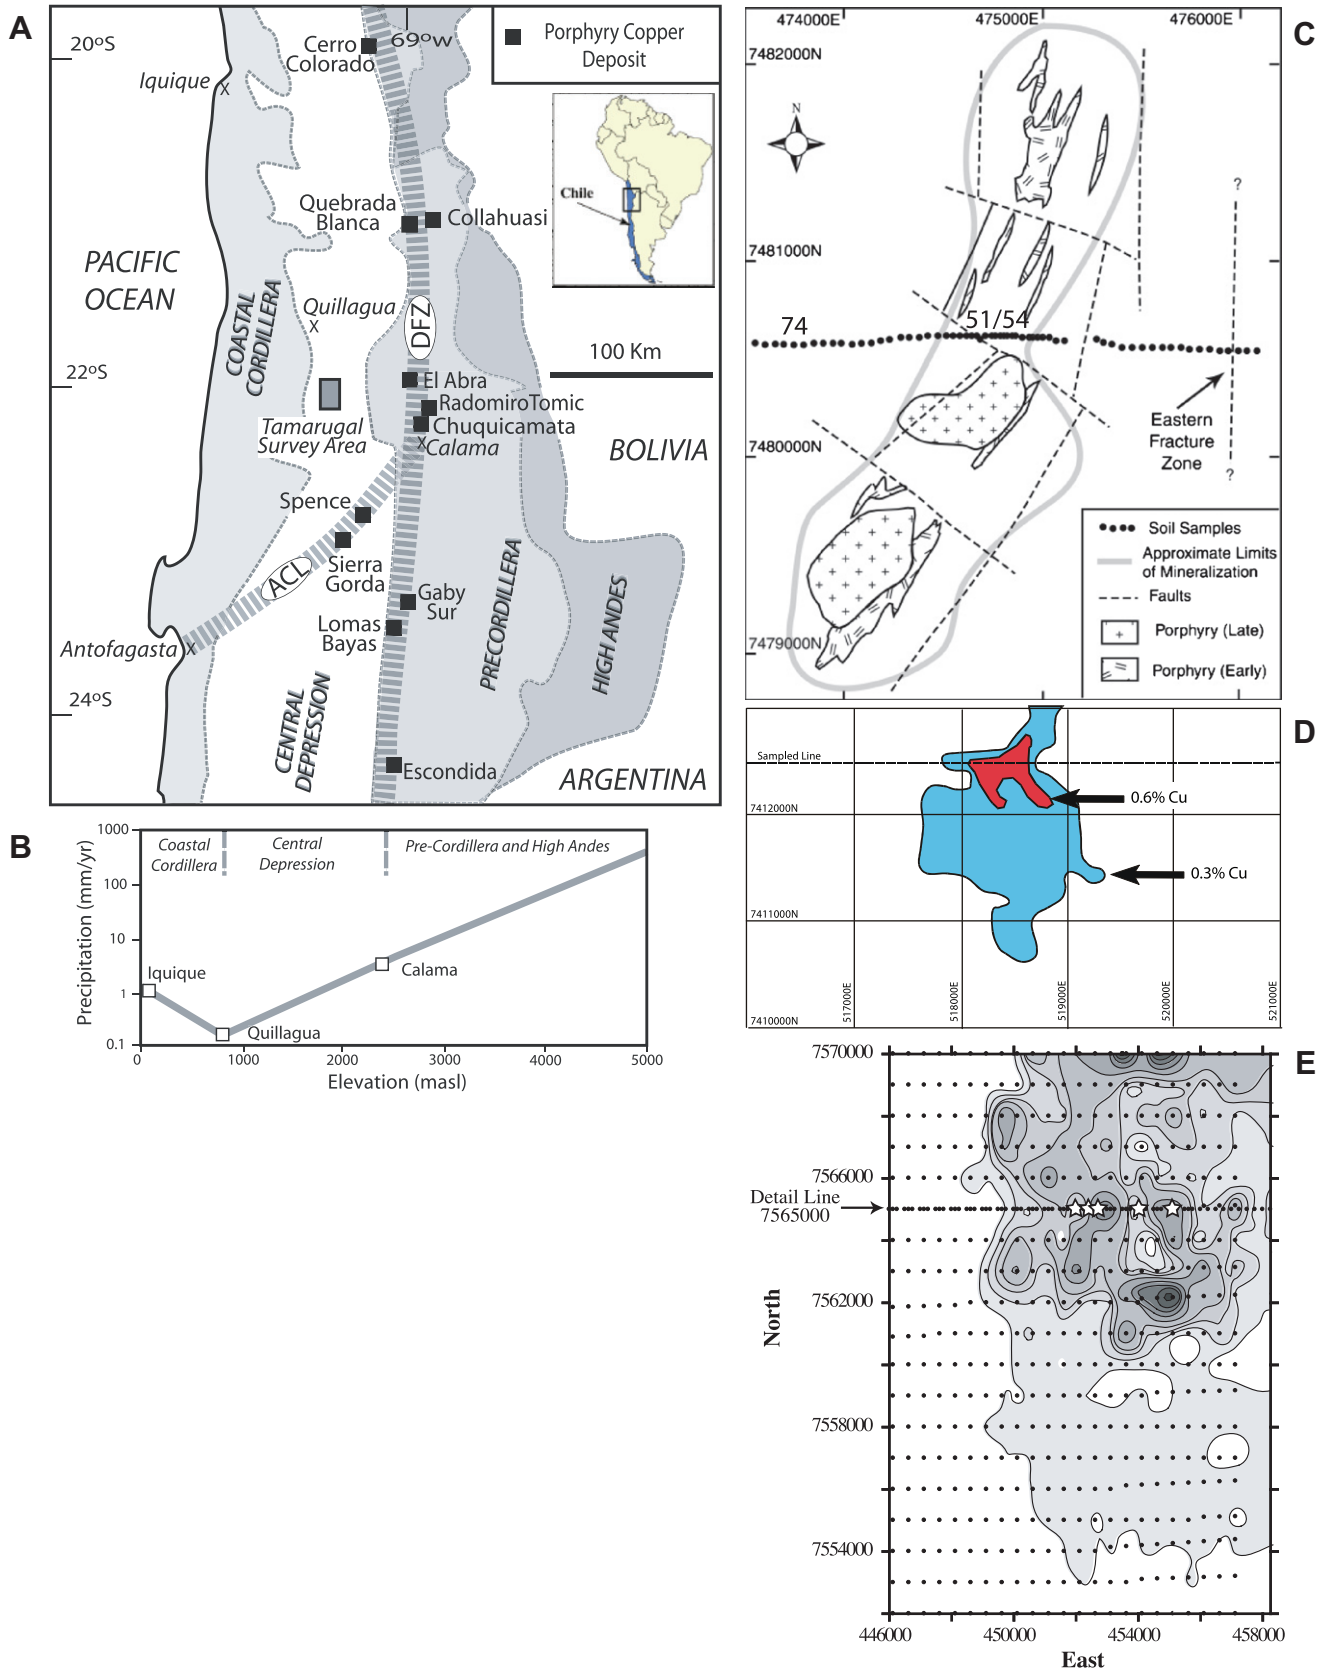 A
20ºS
Cerro
Colorado
69ºW
Porphyry Copper
Deposit
Iquique
x
Chile
Quebrada
Blanca
Collahuasi
PACIFIC
OCEAN
COASTAL
CORDILLERA
Quillagua
x
DFZ
100 Km
22ºS
El Abra
RadomiroTomic
Chuquicamata
Tamarugal
Survey Area
x
Calama
BOLIVIA
Spence
Sierra
Gorda
ACL
Gaby
Sur
Lomas
Bayas
PRECORDILLERA
HIGH ANDES
Antofagasta
x
24ºS
CENTRAL
DEPRESSION
Escondida
ARGENTINA
B
Precipitation (mm/yr)
1000
100
10
1
0.1
Coastal
Cordillera
Central
Depression
Pre-Cordillera and High Andes
Iquique
Quillagua
Calama
0
1000
2000
3000
4000
5000
Elevation (masl)
C
474000E
475000E
476000E
7482000N
7481000N
7480000N
7479000N
N
74
51/54
?
?
Eastern
Fracture
Zone
Soil Samples
Approximate Limits
of Mineralization
Faults
Porphyry (Late)
Porphyry (Early)
D
Sampled Line
0.6% Cu
7412000N
0.3% Cu
7411000N
7410000N
517000E
518000E
519000E
520000E
521000E
E
7570000
7566000
Detail Line
7565000
7562000
7558000
7554000
North
446000
450000
454000
458000
East